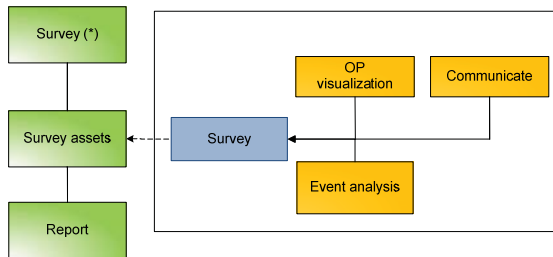 Survey (*)
OP
visualization
Communicate
Survey assets
Survey
Event analysis
Report